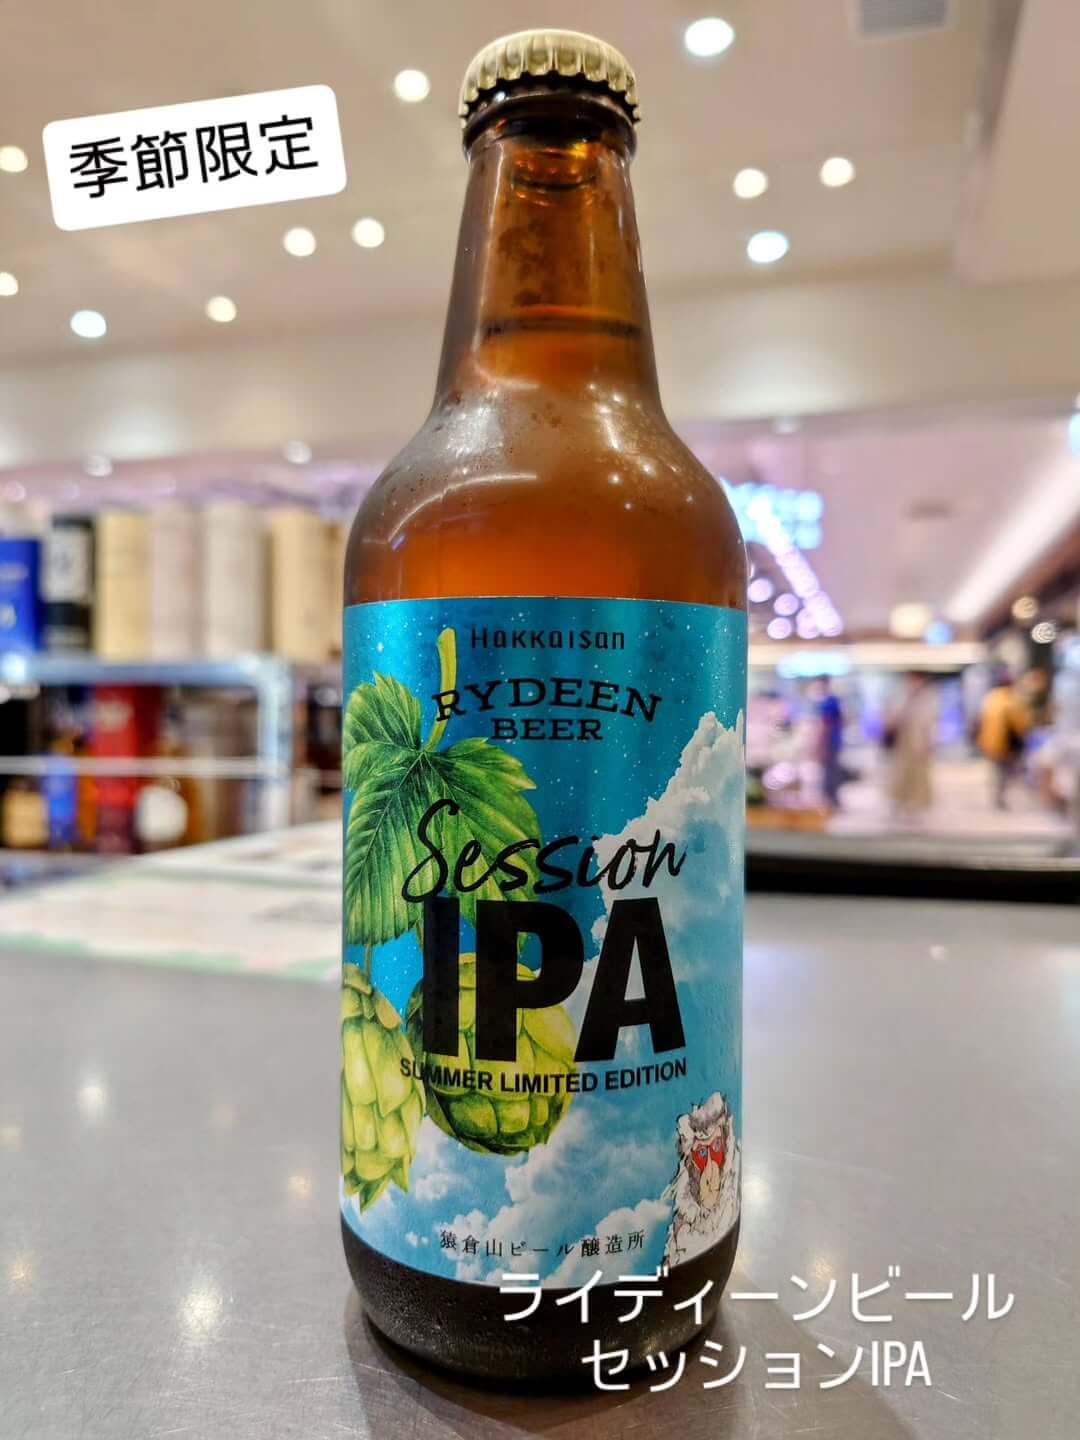 季節限定
Hakkaisan
RYDEEN
BEER
Session
IPA
SUMMER LIMITED EDITION
猿倉山ビール醸造所
ライディーンビール
セッションIPA